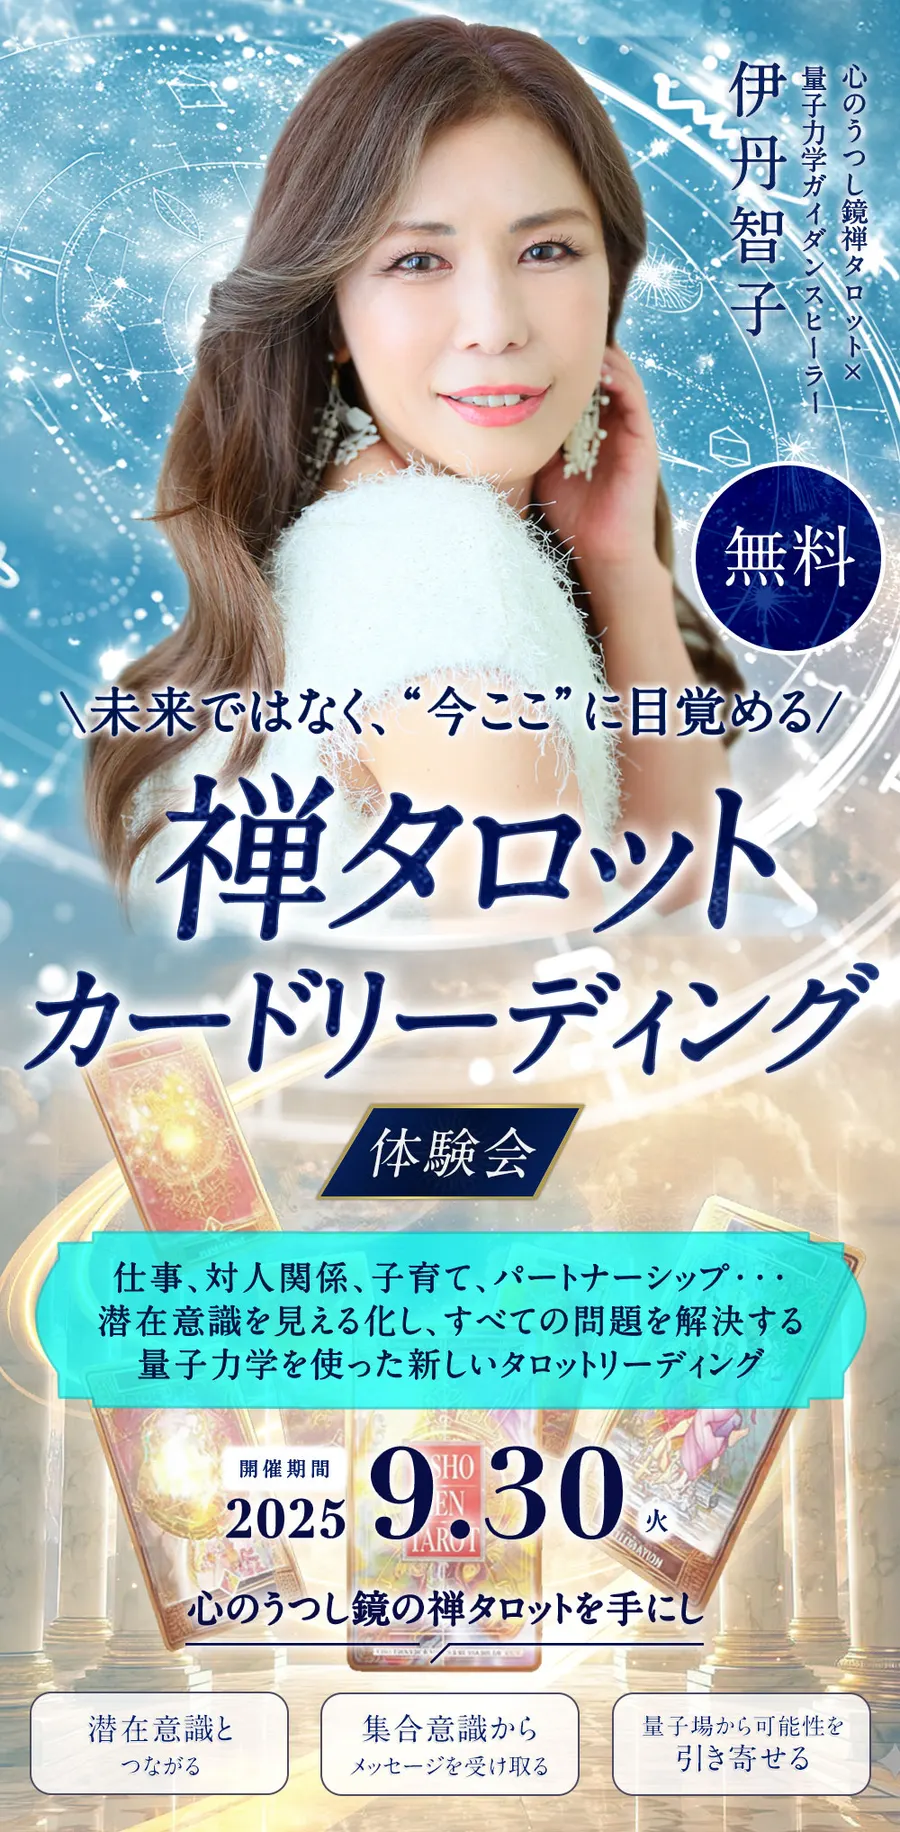 心のうつし鏡禅タロット×
量子力学ガイダンスヒーラー
伊丹智子
無料
\未来ではなく、“今ここ”に目覚める/
禅タロット
カードリーディング
体験会
仕事、対人関係、子育て、パートナーシップ・・・
潜在意識を見える化し、すべての問題を解決する
量子力学を使った新しいタロットリーディング
開催期間
2025 9.30 火
心のうつし鏡の禅タロットを手にし
潜在意識と
つながる
集合意識から
メッセージを受け取る
量子場から可能性を
引き寄せる